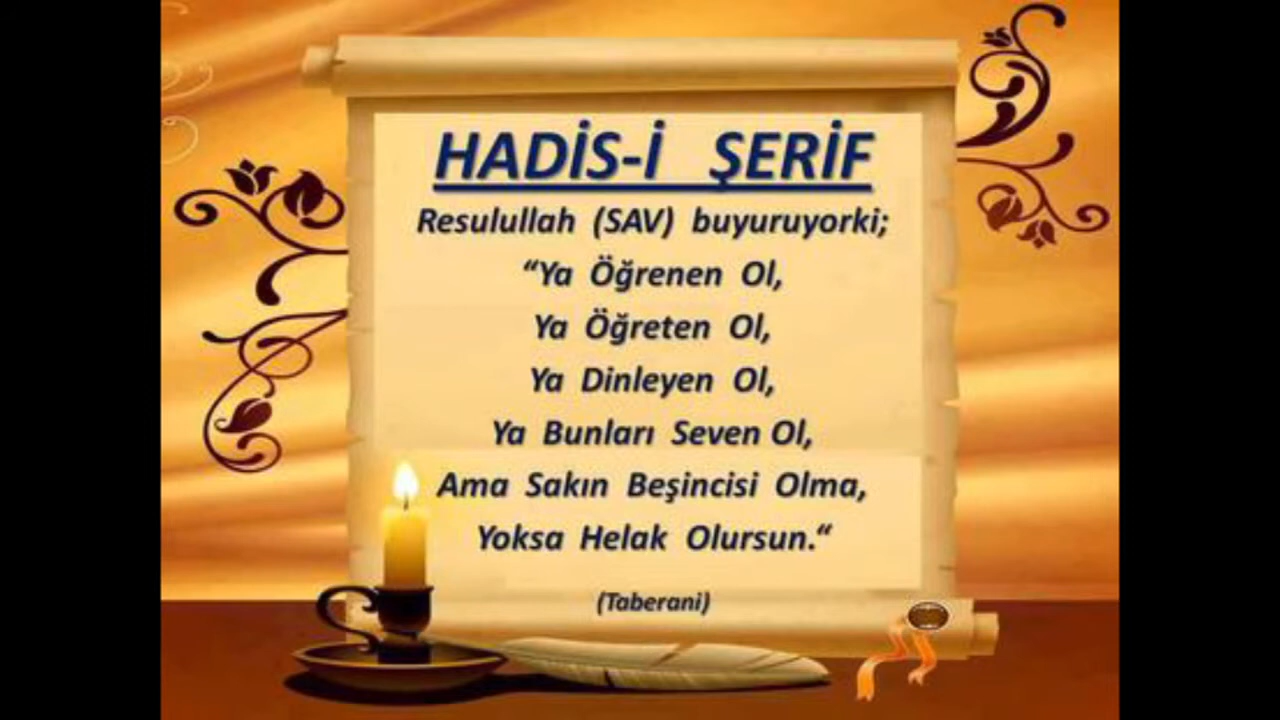 HADİS-İ ŞERİF
Resulullah (SAV) buyuruyorki;
“Ya Öğrenen Ol,
Ya Öğreten Ol,
Ya Dinleyen Ol,
Ya Bunları Seven Ol,
Ama Sakın Beşincisi Olma,
Yoksa Helak Olursun.“
(Taberani)